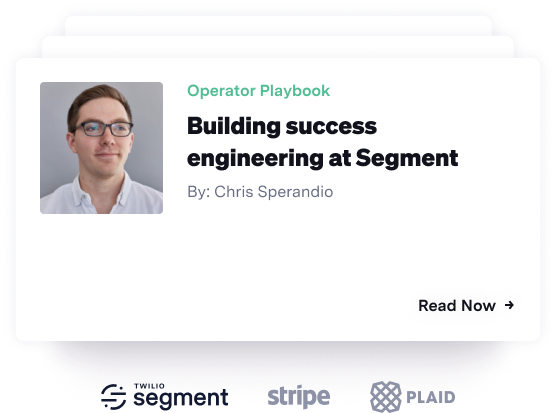 Operator Playbook
Building success
engineering at Segment
By: Chris Sperandio
Read Now →
TWILIO
segment
stripe
PLAID